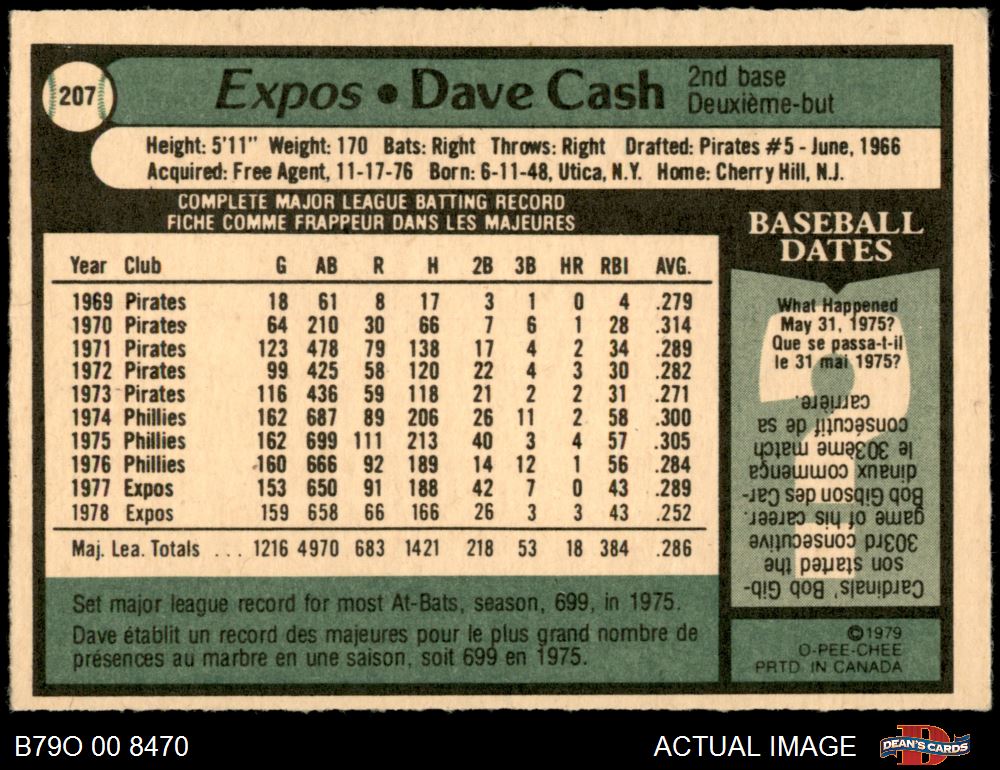 207
Expos • Dave Cash
2nd base
Deuxième-but
Height: 5'11" Weight: 170 Bats: Right Throws: Right Drafted: Pirates #5 - June, 1966
Acquired: Free Agent, 11-17-76 Born: 6-11-48, Utica, N.Y. Home: Cherry Hill, N.J.
COMPLETE MAJOR LEAGUE BATTING RECORD
FICHE COMME FRAPPEUR DANS LES MAJEURES
Year Club G AB R H 2B 3B HR RBI AVG.
1969 Pirates 18 61 8 17 3 1 0 4 .279
1970 Pirates 64 210 30 66 7 6 1 28 .314
1971 Pirates 123 478 79 138 17 4 2 34 .289
1972 Pirates 99 425 58 120 22 4 3 30 .282
1973 Pirates 116 436 59 118 21 2 2 31 .271
1974 Phillies 162 687 89 206 26 11 2 58 .300
1975 Phillies 162 699 111 213 40 3 4 57 .305
1976 Phillies 160 666 92 189 14 12 1 56 .284
1977 Expos 153 650 91 188 42 7 0 43 .289
1978 Expos 159 658 66 166 26 3 3 43 .252
Maj. Lea. Totals ... 1216 4970 683 1421 218 53 18 384 .286
Set major league record for most At-Bats, season, 699, in 1975.
Dave établit un record des majeures pour le plus grand nombre de
présences au marbre en une saison, soit 699 en 1975.
BASEBALL
DATES
What Happened
May 31, 1975?
Que se passa-t-il
le 31 mai 1975?
Cardinals' Bob Gib-
son started the
303rd consecutive
game of his career.
Bob Gibson des Car-
dinaux commença
le 303ème match
consécutif de sa
carrière.
©1979
O-PEE-CHEE
PRTD IN CANADA
B79O 00 8470
ACTUAL IMAGE
D
DEAN'S CARDS